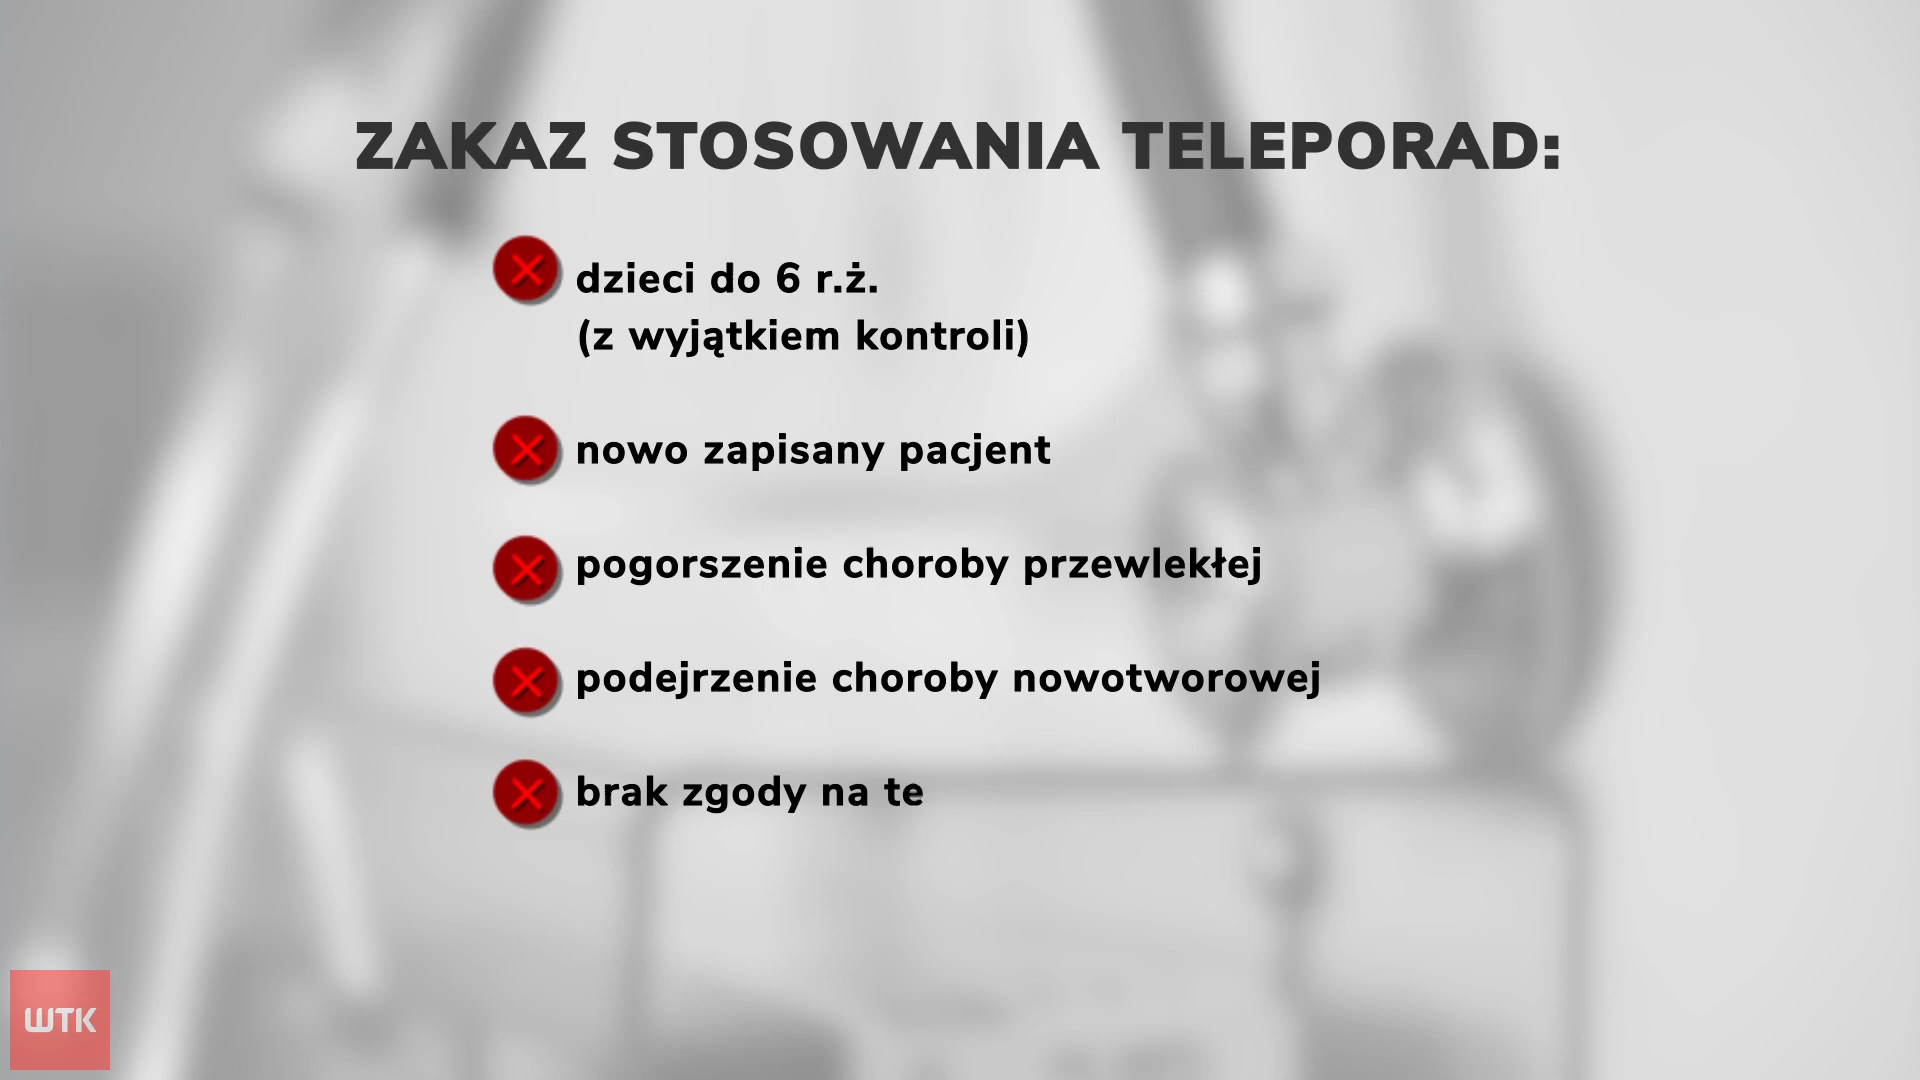 ZAKAZ STOSOWANIA TELEPORAD:
dzieci do 6 r.ż.
(z wyjątkiem kontroli)
nowo zapisany pacjent
pogorszenie choroby przewlekłej
podejrzenie choroby nowotworowej
brak zgody na te
WTK